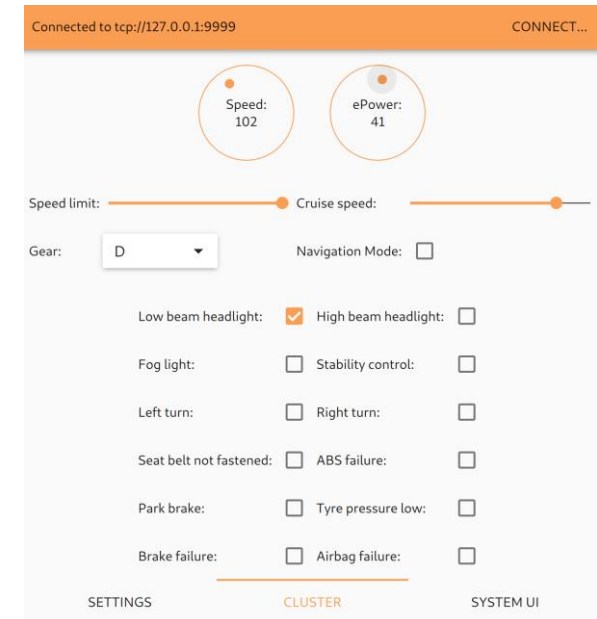 Connected to tcp://127.0.0.1:9999 CONNECT...
Speed: ePower:
102 41
Speed limit: Cruise speed:
Gear: D Navigation Mode:
Low beam headlight: High beam headlight:
Fog light: Stability control:
Left turn: Right turn:
Seat belt not fastened: ABS failure:
Park brake: Tyre pressure low:
Brake failure: Airbag failure:
SETTINGS CLUSTER SYSTEM UI